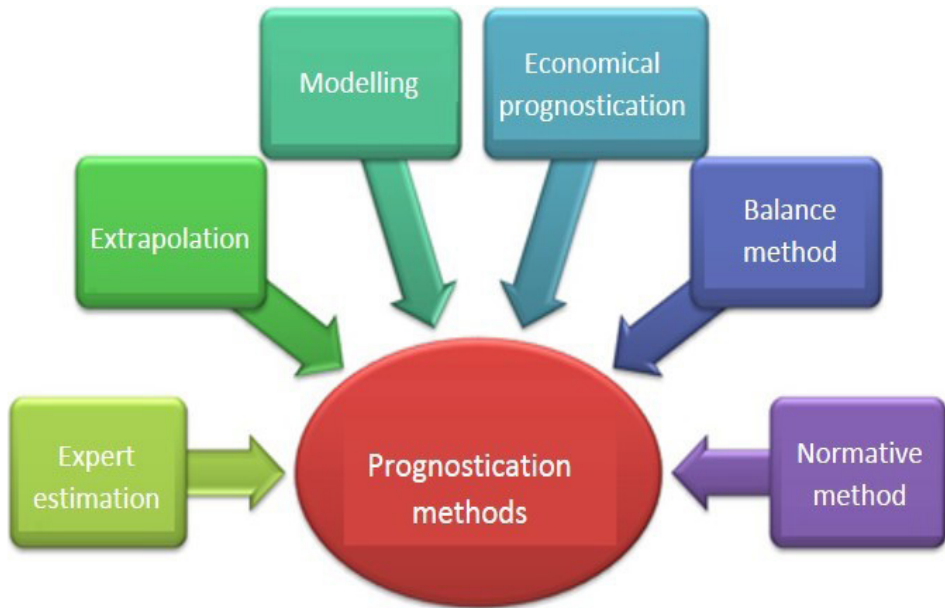 Modelling
Economical
prognostication
Extrapolation
Balance
method
Expert
estimation
Prognostication
methods
Normative
method